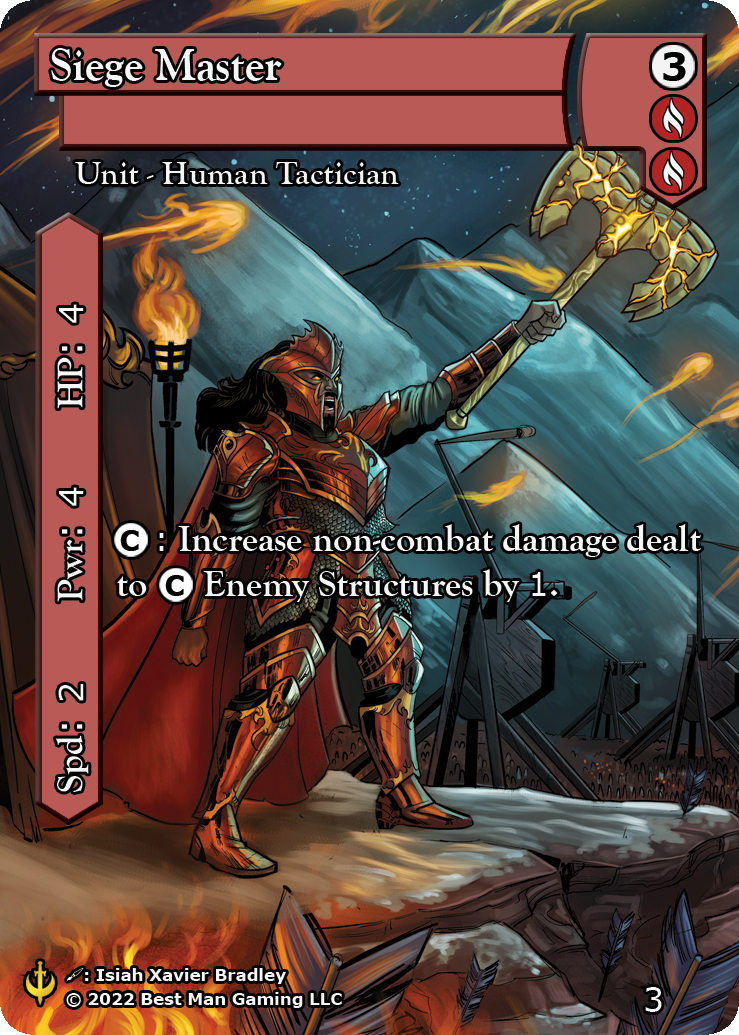 Siege Master
3
Unit - Human Tactician
HP: 4
Pwr: 4
Spd: 2
C : Increase non-combat damage dealt
to C Enemy Structures by 1.
: Isiah Xavier Bradley
© 2022 Best Man Gaming LLC
3